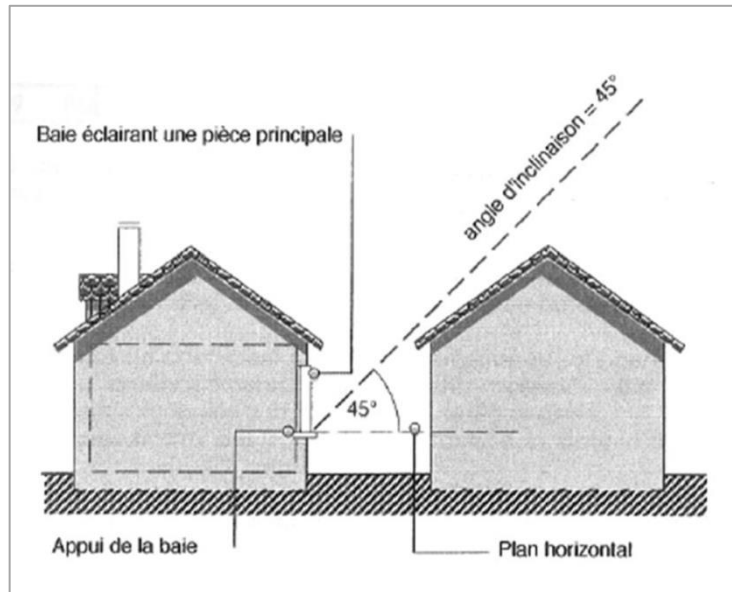 Baie éclairant une pièce principale
angle d'inclinaison = 45°
45°
Appui de la baie
Plan horizontal